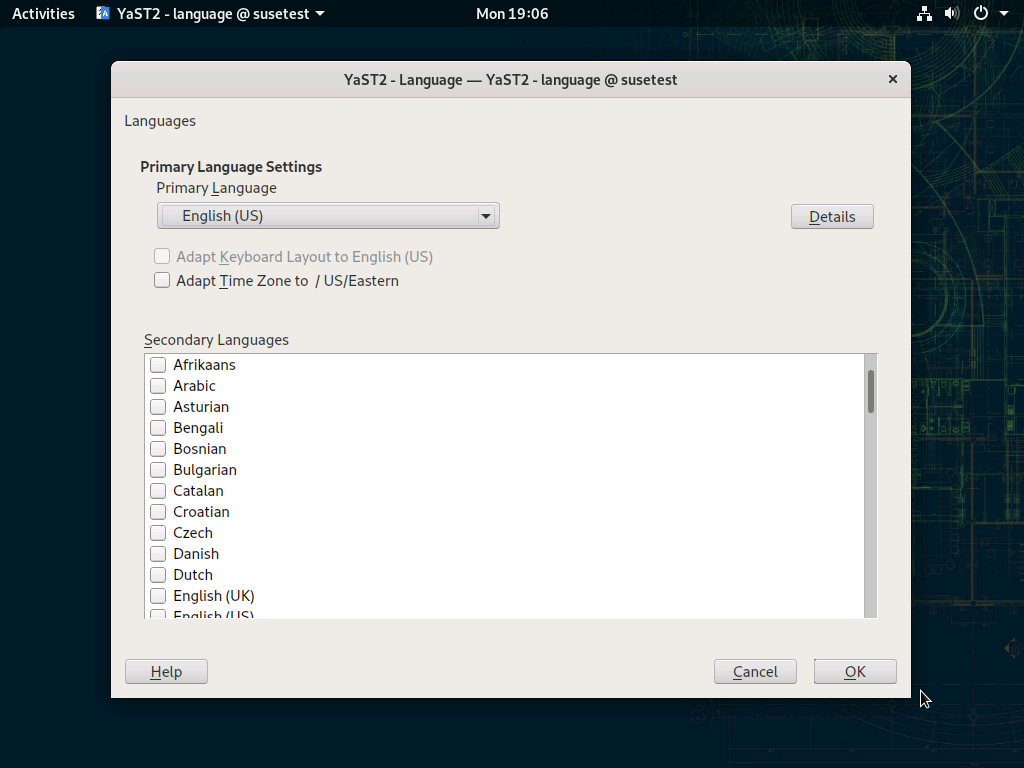 Activities YaST2 - language @ susetest Mon 19:06
YaST2 - Language — YaST2 - language @ susetest
Languages
Primary Language Settings
Primary Language
English (US) Details
Adapt Keyboard Layout to English (US)
Adapt Time Zone to / US/Eastern
Secondary Languages
Afrikaans
Arabic
Asturian
Bengali
Bosnian
Bulgarian
Catalan
Croatian
Czech
Danish
Dutch
English (UK)
English (US)
Help Cancel OK